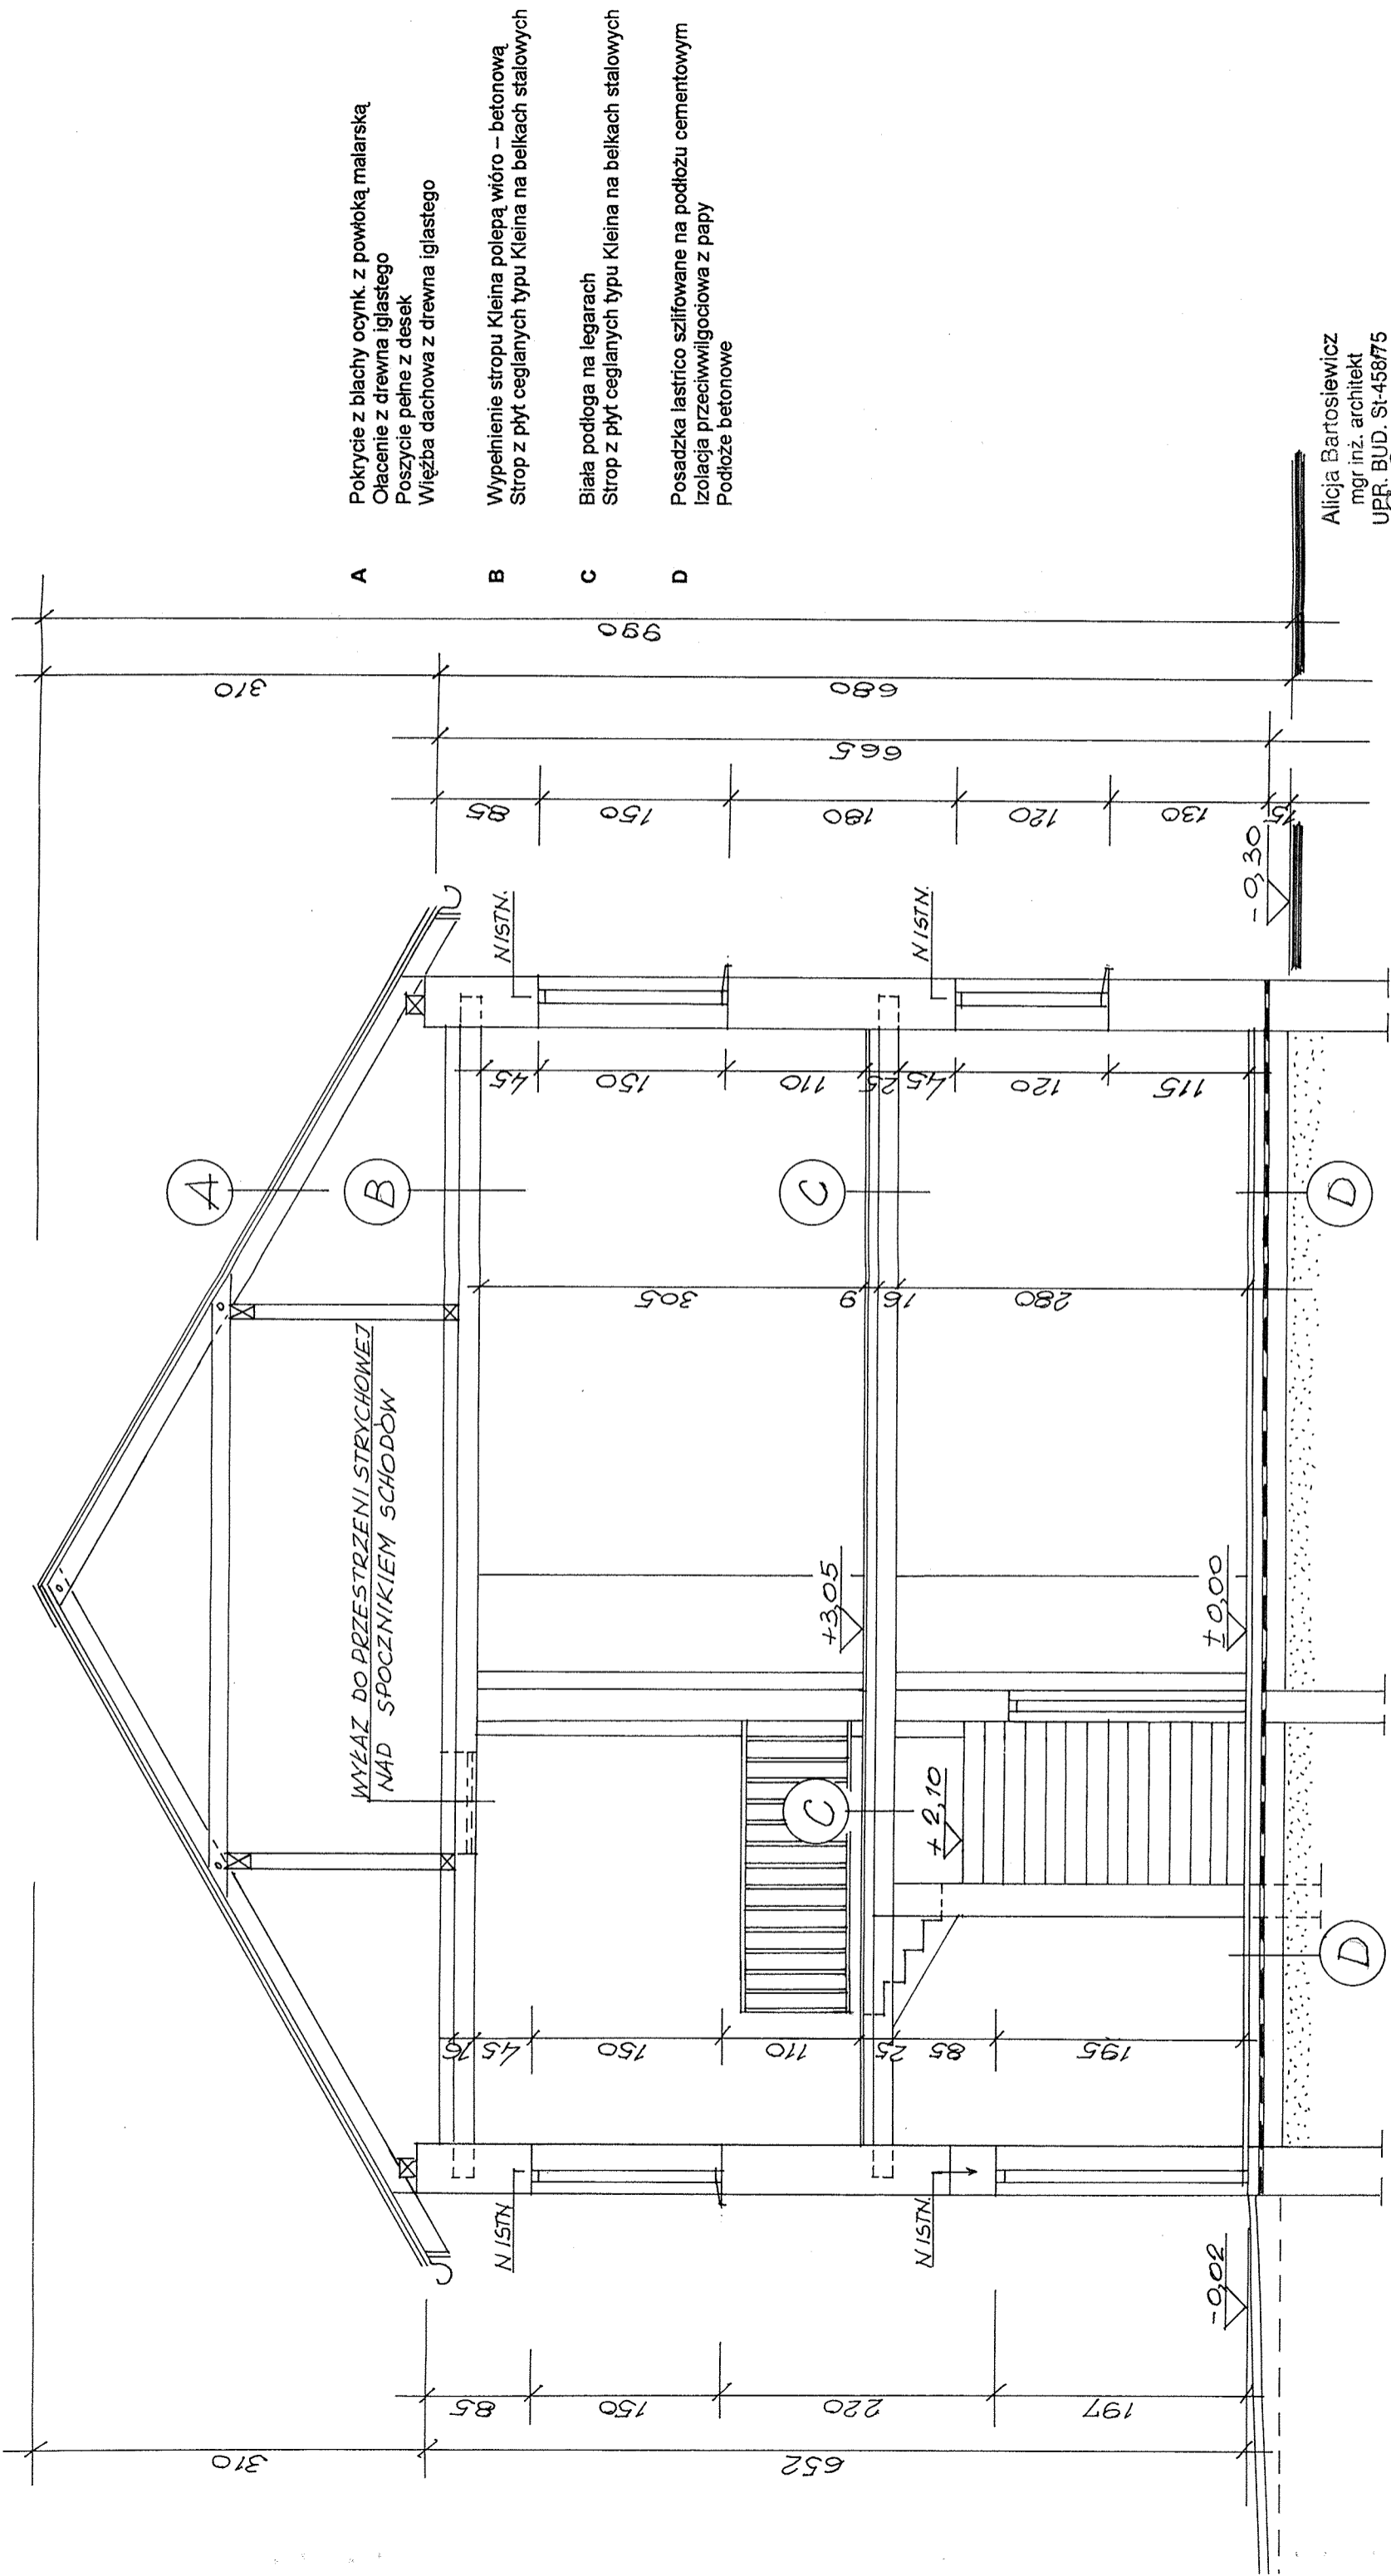 A
Pokrycie z blachy ocynk. z powłoką malarską
Ołacenie z drewna iglastego
Poszycie pełne z desek
Więźba dachowa z drewna iglastego
B
Wypełnienie stropu Kleina polepą wióro – betonową
Strop z płyt ceglanych typu Kleina na belkach stalowych
C
Biała podłoga na legarach
Strop z płyt ceglanych typu Kleina na belkach stalowych
D
Posadzka lastrico szlifowane na podłożu cementowym
Izolacja przeciwwilgociowa z papy
Podłoże betonowe
310
990
680
665
85
150
180
120
130
15
-0,30
N ISTN.
N ISTN.
A
B
C
D
45
150
110
25
45
120
115
305
9
16
280
WYŁAZ DO PRZESTRZENI STRYCHOWEJ
NAD SPOCZNIKIEM SCHODÓW
+3,05
±0,00
C
+2,10
D
16
45
150
110
25
85
195
N ISTN.
N ISTN.
-0,02
85
150
220
197
310
652
Alicja Bartosiewicz
mgr inż. architekt
UPR. BUD. St-458/75